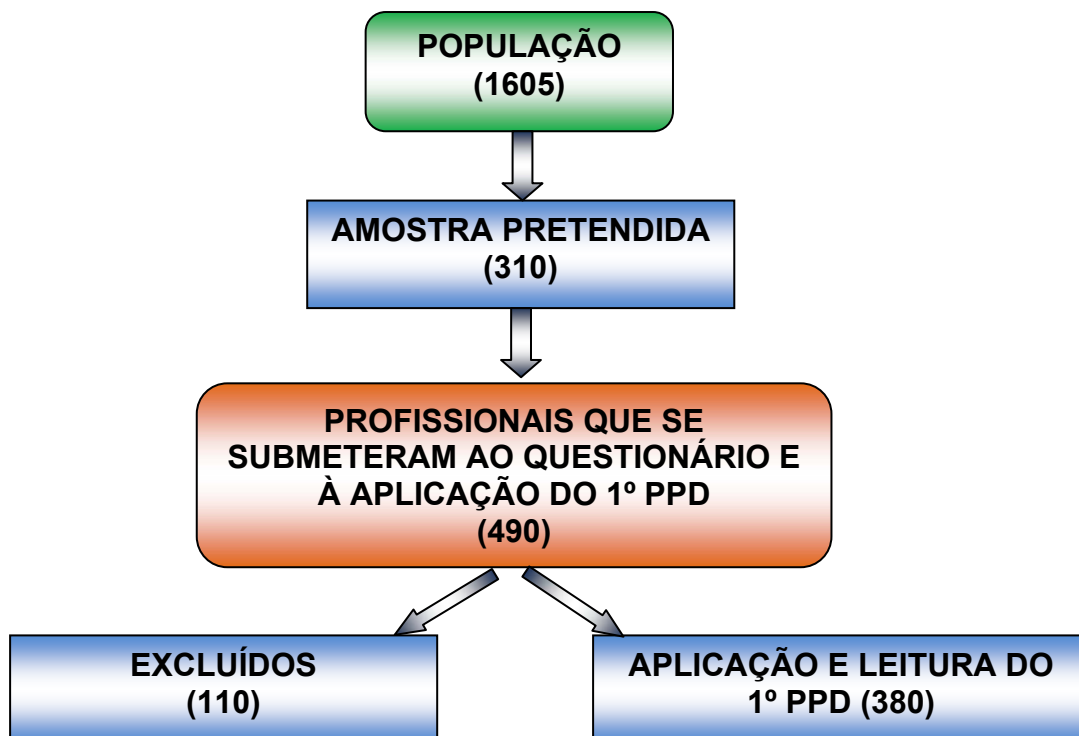 POPULAÇÃO
(1605)
AMOSTRA PRETENDIDA
(310)
PROFISSIONAIS QUE SE
SUBMETERAM AO QUESTIONÁRIO E
À APLICAÇÃO DO 1º PPD
(490)
EXCLUÍDOS
(110)
APLICAÇÃO E LEITURA DO
1º PPD (380)